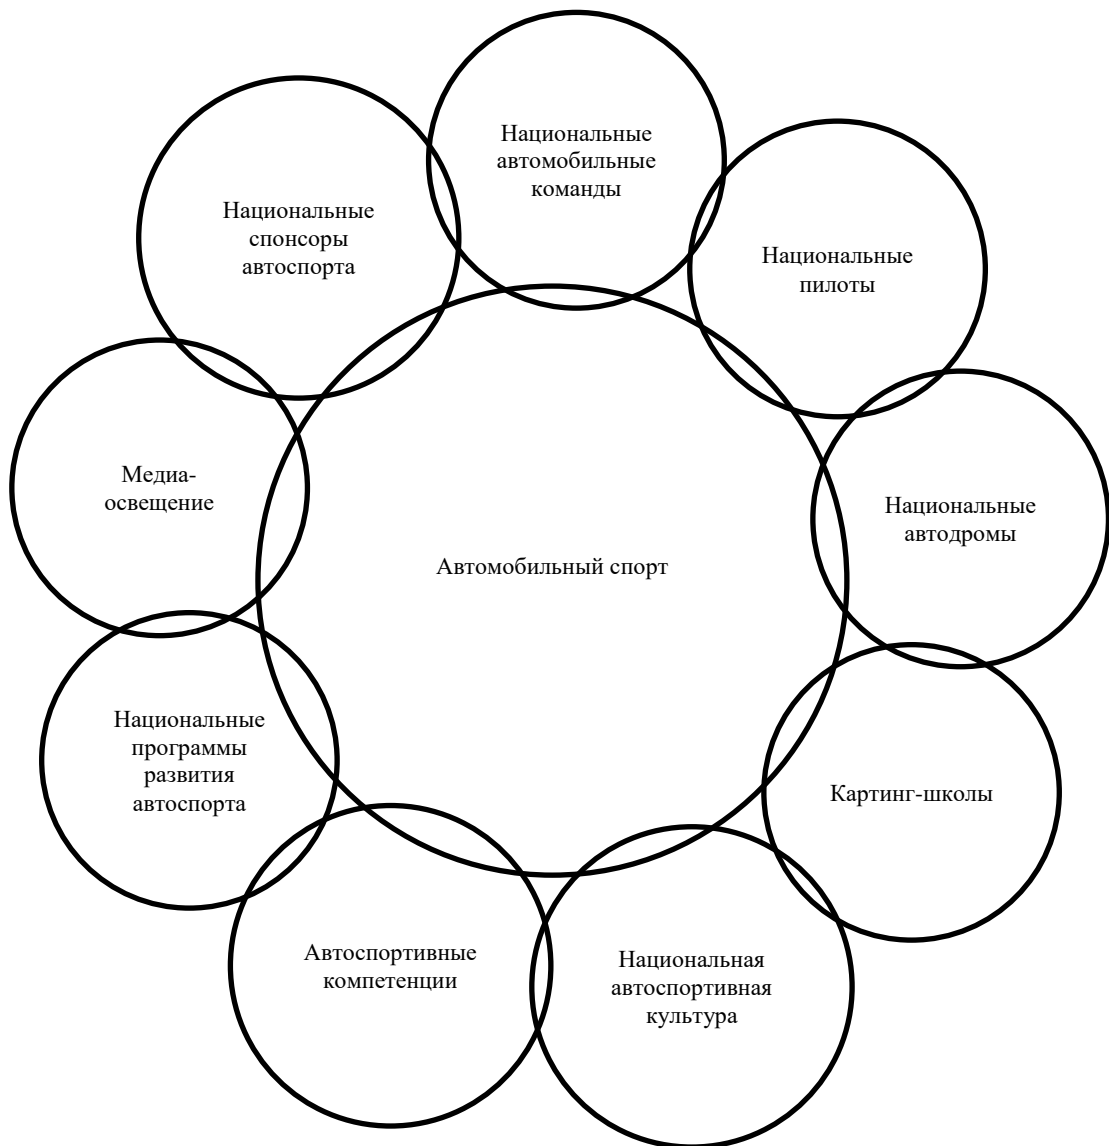 Национальные
автомобильные
команды
Национальные
спонсоры
автоспорта
Национальные
пилоты
Медиа-
освещение
Национальные
автодромы
Автомобильный спорт
Национальные
программы
развития
автоспорта
Картинг-школы
Автоспортивные
компетенции
Национальная
автоспортивная
культура